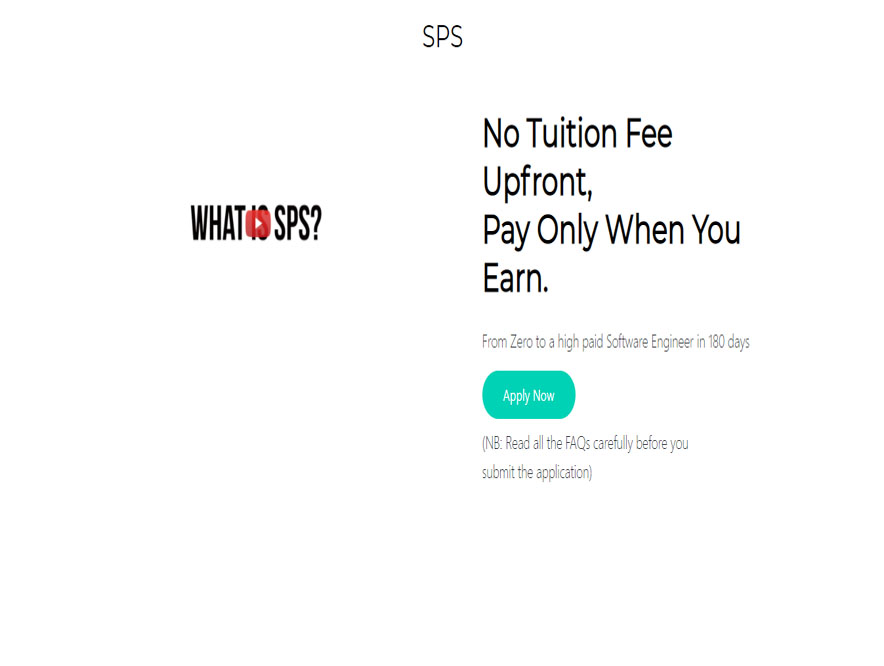 SPS
WHAT IS SPS?
No Tuition Fee
Upfront,
Pay Only When You
Earn.
From Zero to a high paid Software Engineer in 180 days
Apply Now
(NB: Read all the FAQs carefully before you
submit the application)